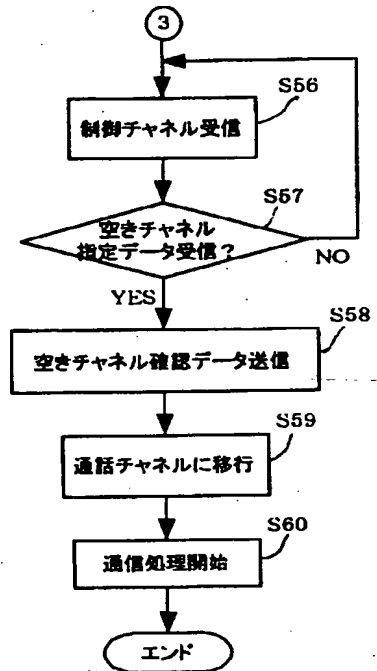 3
S56
制御チャネル受信
S57
空きチャネル
指定データ受信？
NO
YES
S58
空きチャネル確認データ送信
S59
通話チャネルに移行
S60
通信処理開始
エンド